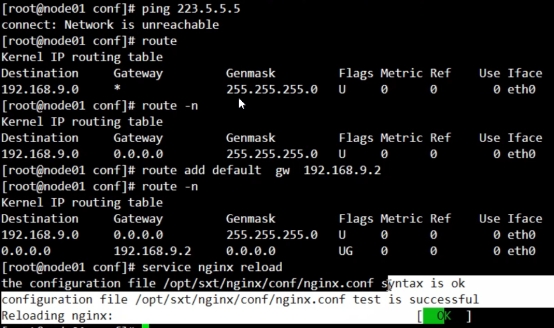 [root@node01 conf]# ping 223.5.5.5
connect: Network is unreachable
[root@node01 conf]# route
Kernel IP routing table
Destination Gateway Genmask Flags Metric Ref Use Iface
192.168.9.0 * 255.255.255.0 U 0 0 0 eth0
[root@node01 conf]# route -n
Kernel IP routing table
Destination Gateway Genmask Flags Metric Ref Use Iface
192.168.9.0 0.0.0.0 255.255.255.0 U 0 0 0 eth0
[root@node01 conf]# route add default gw 192.168.9.2
[root@node01 conf]# route -n
Kernel IP routing table
Destination Gateway Genmask Flags Metric Ref Use Iface
192.168.9.0 0.0.0.0 255.255.255.0 U 0 0 0 eth0
0.0.0.0 192.168.9.2 0.0.0.0 UG 0 0 0 eth0
[root@node01 conf]# service nginx reload
the configuration file /opt/sxt/nginx/conf/nginx.conf syntax is ok
configuration file /opt/sxt/nginx/conf/nginx.conf test is successful
Reloading nginx: [ OK ]
[root@node01 conf]#